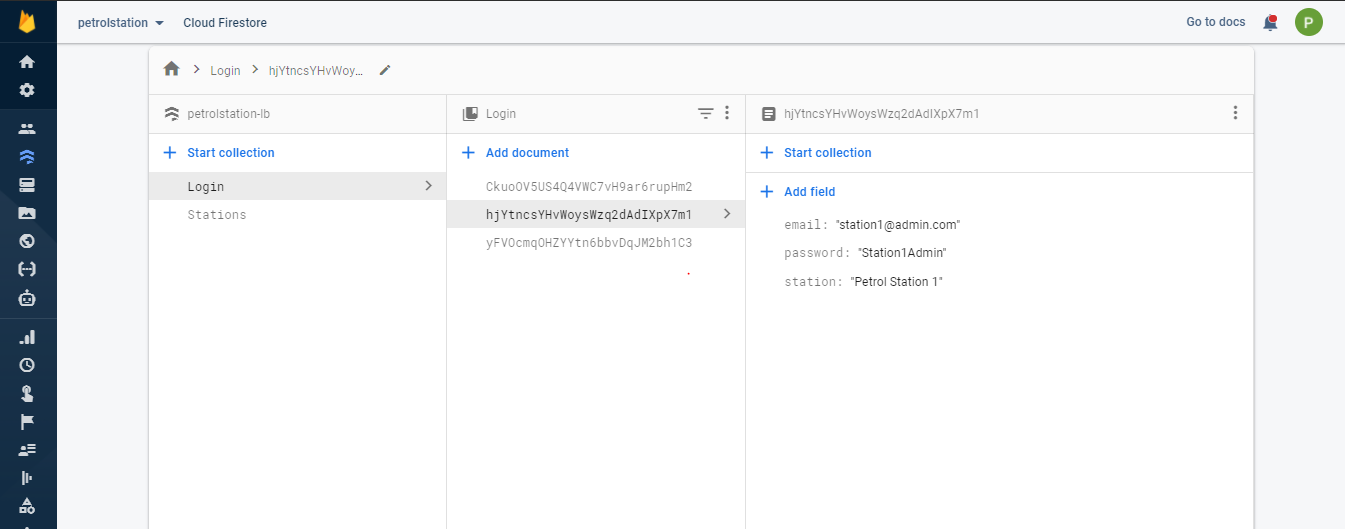 petrolstation Cloud Firestore Go to docs P
Login hjYtncsYHvWoy...
petrolstation-lb Login hjYtncsYHvWoysWzq2dAdIXpX7m1
Start collection Add document Start collection
Login CkuoOV5US4Q4VWC7vH9ar6rupHm2 Add field
Stations hjYtncsYHvWoysWzq2dAdIXpX7m1 email: "station1@admin.com"
yFVOcmqOHZYYtn6bbvDqJM2bh1C3 password: "Station1Admin"
station: "Petrol Station 1"